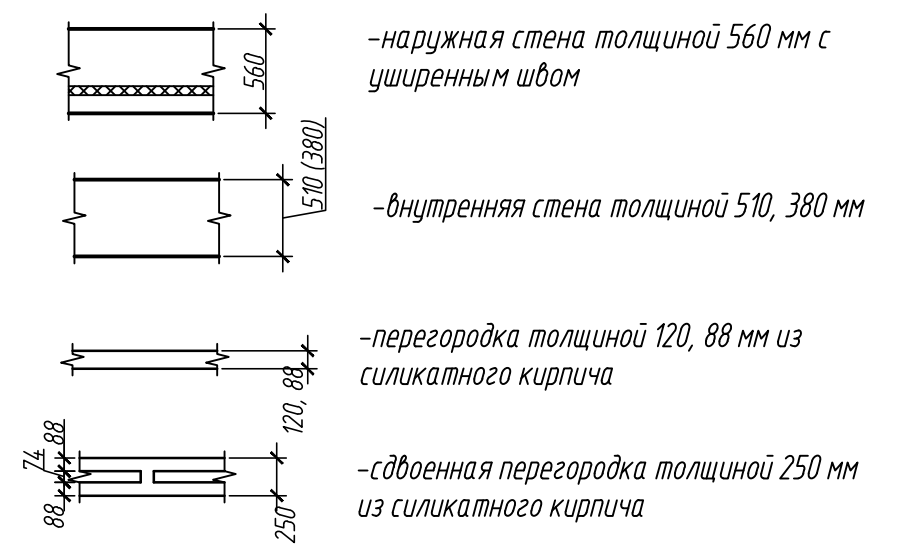 560
-наружная стена толщиной 560 мм с
уширенным швом
510 (380)
-внутренняя стена толщиной 510, 380 мм
120, 88
-перегородка толщиной 120, 88 мм из
силикатного кирпича
88
74
88
250
-сдвоенная перегородка толщиной 250 мм
из силикатного кирпича